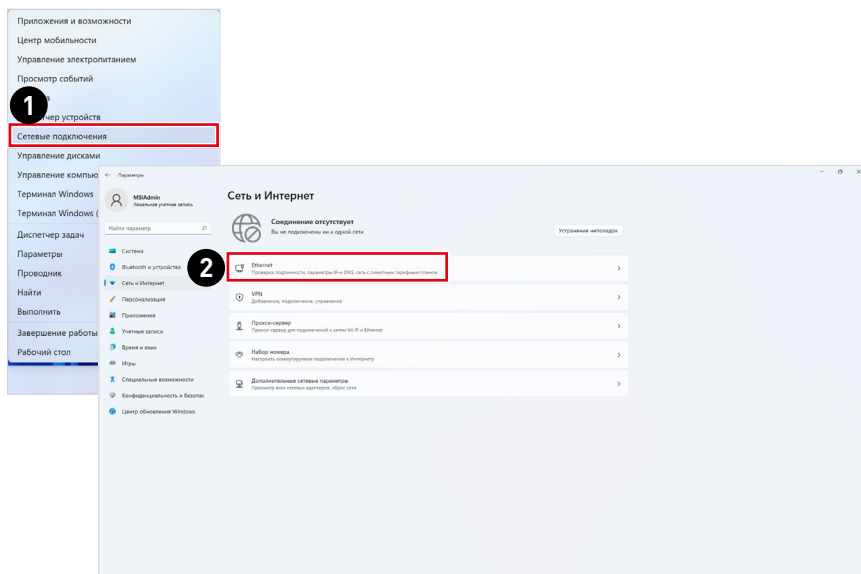 Приложения и возможности
Центр мобильности
Управление электропитанием
Просмотр событий
1
Сетевые подключения
Управление дисками
Управление компью
Терминал Windows
Терминал Windows (
Диспетчер задач
Параметры
Проводник
Найти
Выполнить
Завершение работы
Рабочий стол
Параметры
MSIAdmin
Локальная учетная запись
Найти параметр
Система
Bluetooth и устройства
Сеть и Интернет
Персонализация
Приложения
Учетные записи
Время и язык
Игры
Специальные возможности
Конфиденциальность и безопас
Центр обновления Windows
Сеть и Интернет
Соединение отсутствует
Вы не подключены ни к одной сети
Устранение неполадок
2
Ethernet
Проверка подлинности, параметры IP-и DNS, сеть с лимитным тарифным планом
VPN
Добавление, подключение, управление
Прокси-сервер
Прокси-сервер для подключений к сетям Wi-Fi и Ethernet.
Набор номера
Настроить коммутируемое подключение к Интернету
Дополнительные сетевые параметры
Просмотр всех сетевых адаптеров, сброс сети